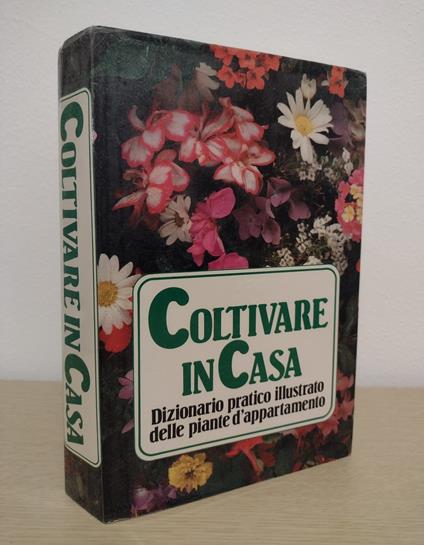 COLTIVARE IN CASA
COLTIVARE
IN CASA
Dizionario pratico illustrato
delle piante d'appartamento